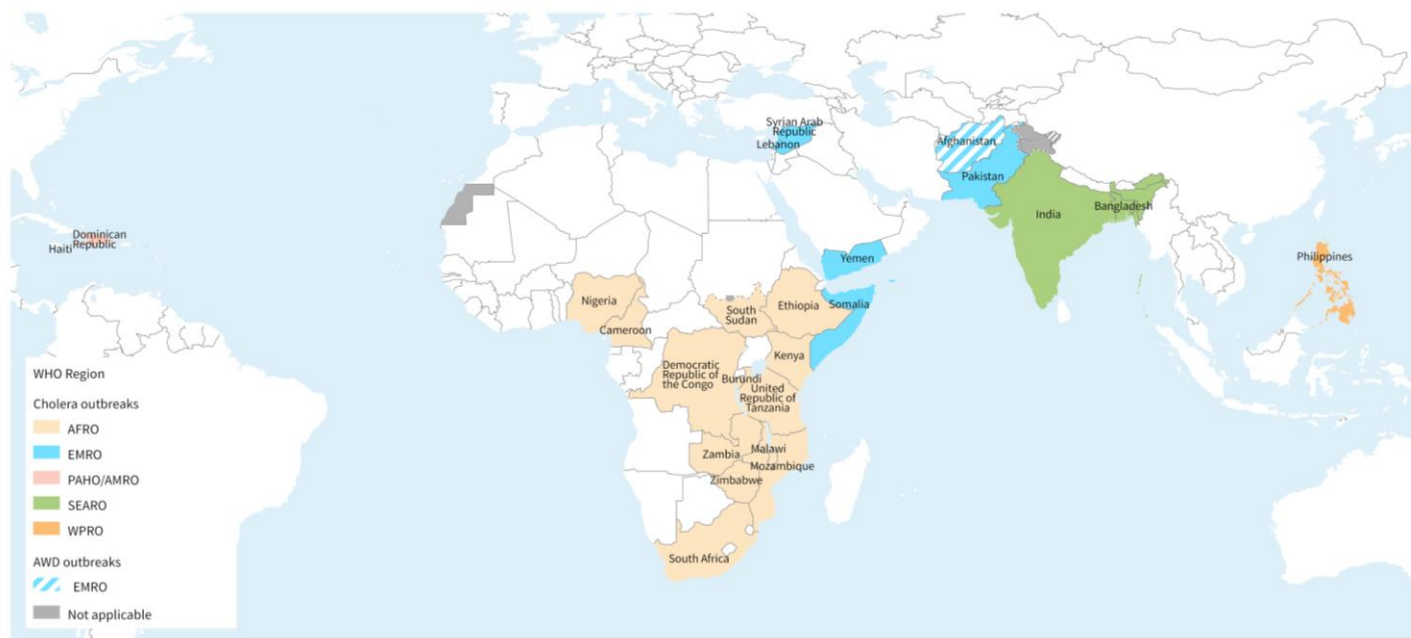 Syrian Arab
Republic
Lebanon
Afghanistan
Pakistan
India
Bangladesh
Philippines
Dominican
Republic
Haiti
Yemen
Nigeria
Cameroon
South
Sudan
Ethiopia
Somalia
Kenya
Democratic
Republic of
the Congo
Burundi
United
Republic of
Tanzania
Zambia
Malawi
Mozambique
Zimbabwe
South Africa
WHO Region
Cholera outbreaks
AFRO
EMRO
PAHO/AMRO
SEARO
WPRO
AWD outbreaks
EMRO
Not applicable